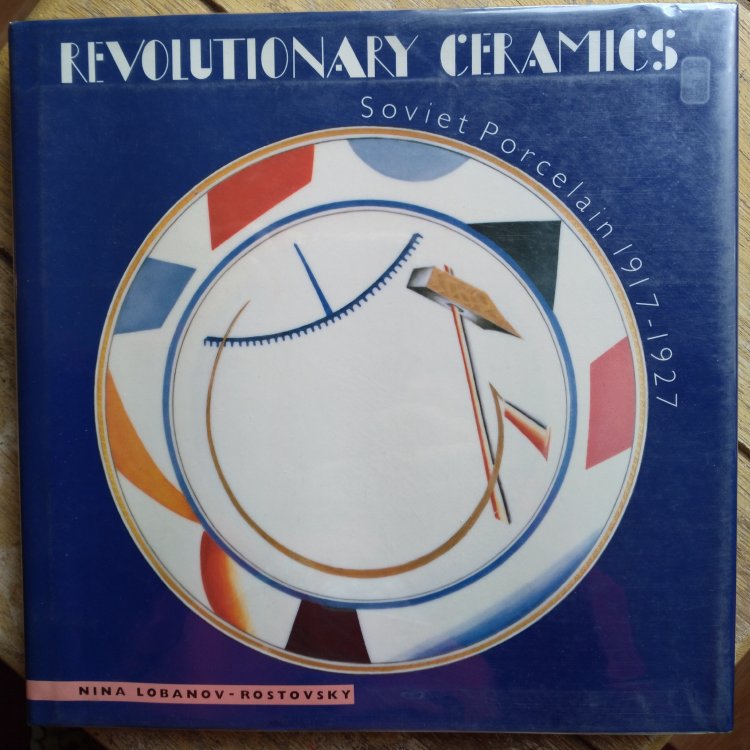 REVOLUTIONARY CERAMICS
Soviet Porcelain 1917-1927
NINA LOBANOV-ROSTOVSKY